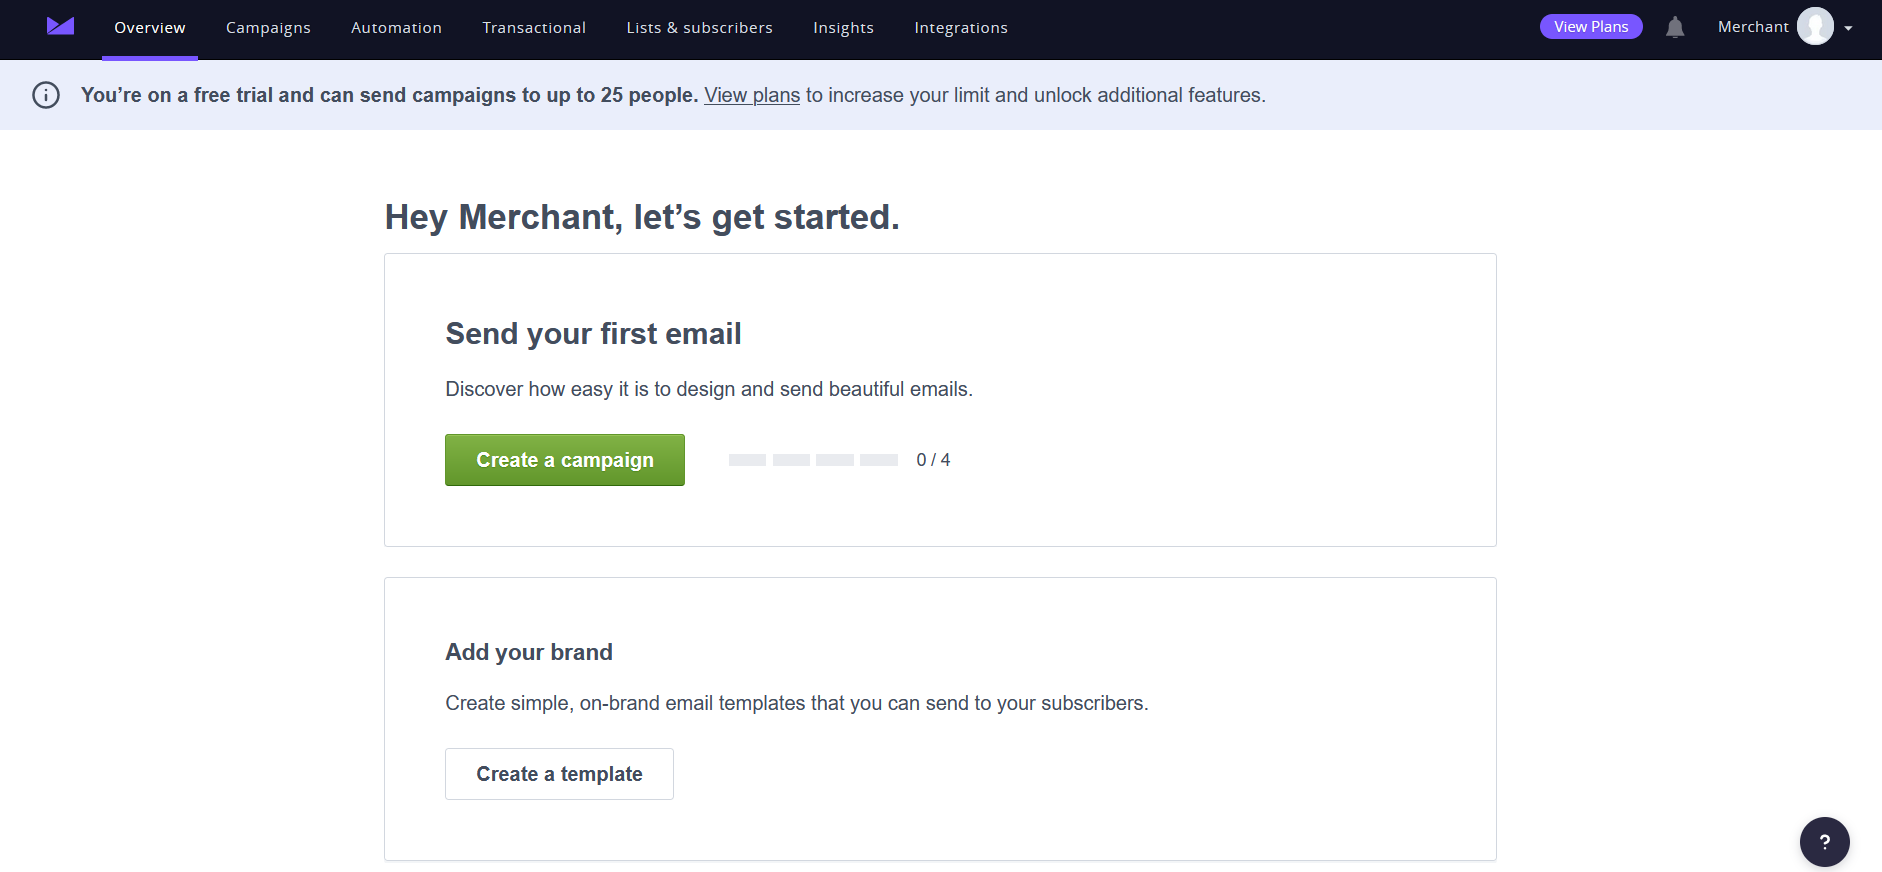 Overview Campaigns Automation Transactional Lists & subscribers Insights Integrations View Plans Merchant
You’re on a free trial and can send campaigns to up to 25 people. View plans to increase your limit and unlock additional features.
Hey Merchant, let’s get started.
Send your first email
Discover how easy it is to design and send beautiful emails.
Create a campaign 0 / 4
Add your brand
Create simple, on-brand email templates that you can send to your subscribers.
Create a template
?